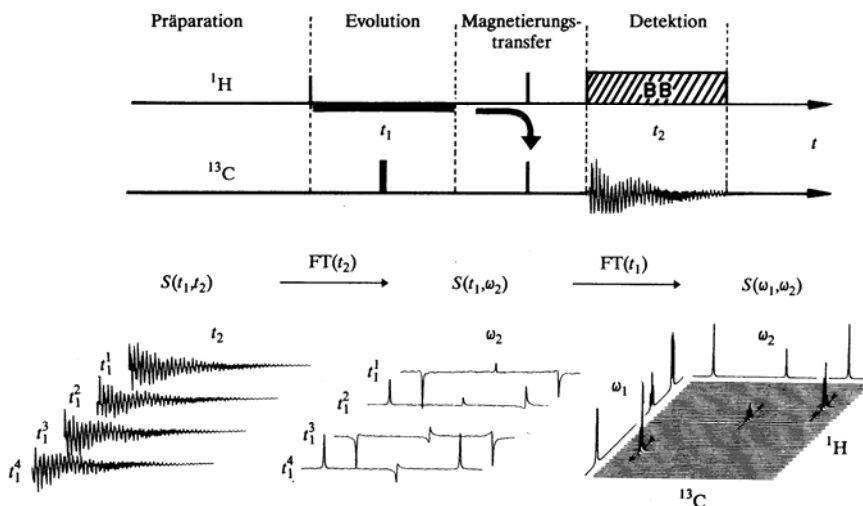 Präparation Evolution Magnetierungs- Detektion
transfer
¹H BB
t₁ t₂ t
¹³C
FT(t₂) FT(t₁)
S(t₁,t₂) S(t₁,ω₂) S(ω₁,ω₂)
t₂ ω₂ ω₂
t₁¹ t₁¹
ω₁
t₁² t₁²
t₁³ t₁³
¹H
t₁⁴ t₁⁴
¹³C